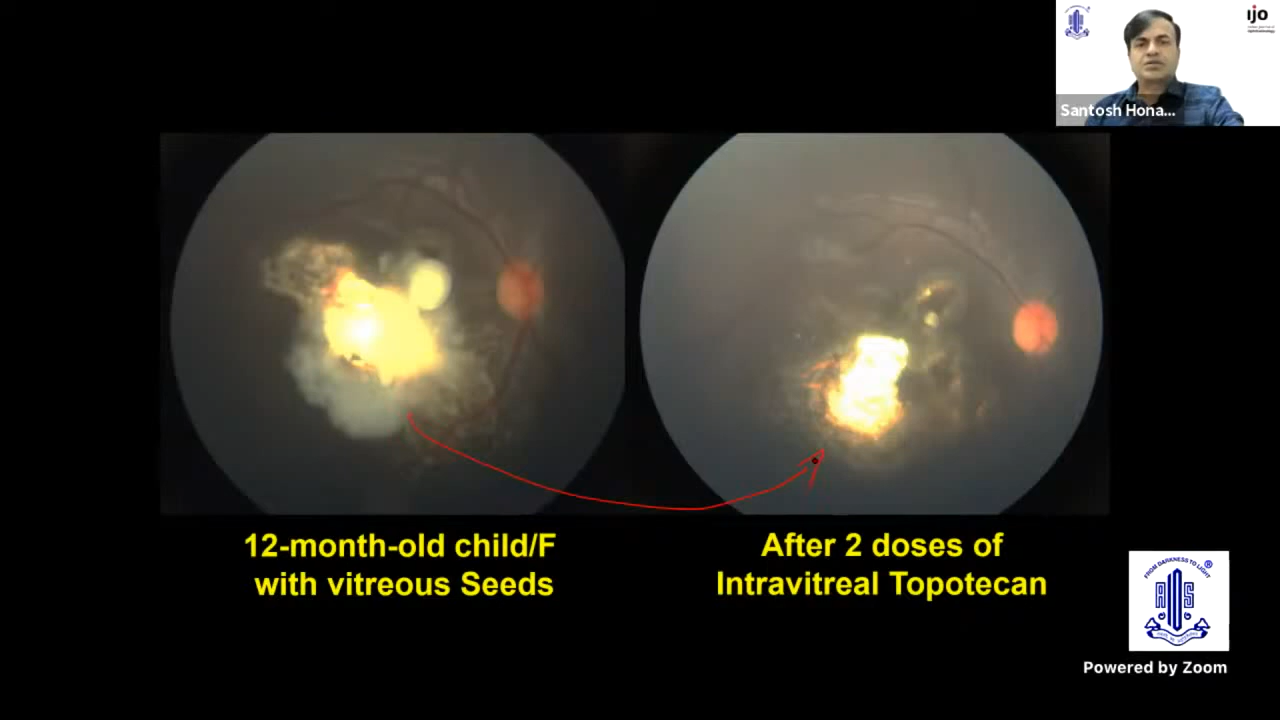 ijo
Santosh Hona...
12-month-old child/F
with vitreous Seeds
After 2 doses of
Intravitreal Topotecan
FROM DARKNESS TO LIGHT
®
AIOS
Powered by Zoom